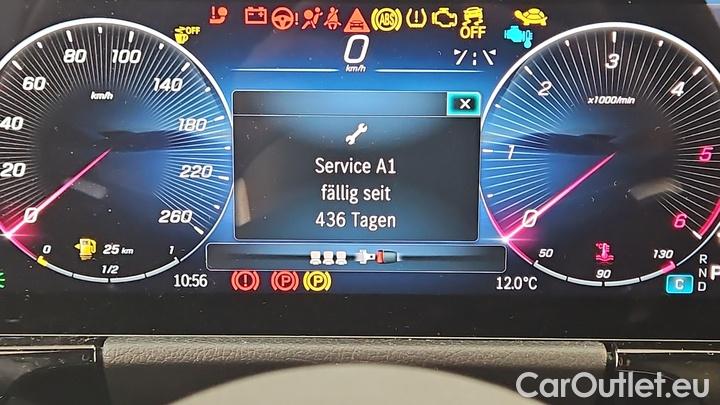 OFF
ABS
OFF
0
km/h
0
20
40
60
80
100
120
140
180
220
260
km/h
Service A1
fällig seit
436 Tagen
0
1
2
3
4
5
6
x1000/min
0
1/2
1
25 km
50
90
130
10:56
P
P
12.0°C
C
R
N
D
P
CarOutlet.eu